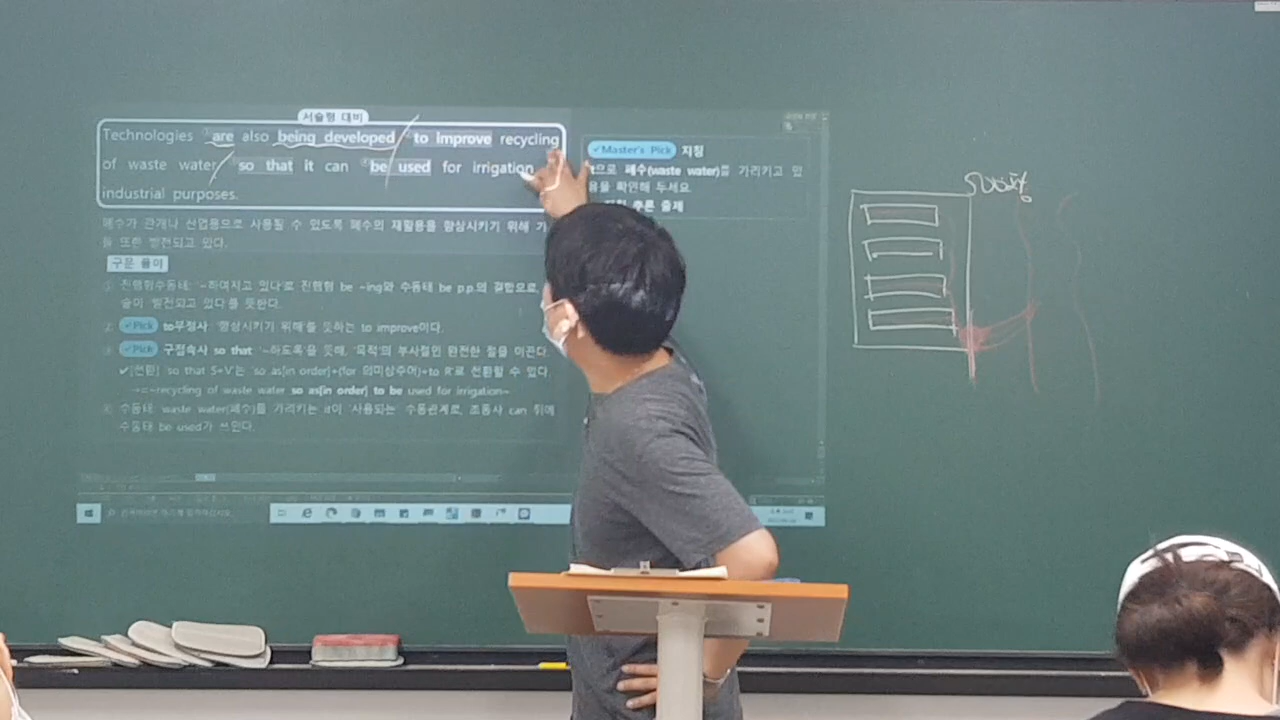 서술형 대비
Technologies ①are also being developed to improve recycling
of waste water so that it can be used for irrigation
industrial purposes.
✓Master's Pick 지칭
it으로 폐수(waste water)를 가리키고 있
음을 확인해 두세요.
추론 출제
폐수가 관개나 산업용으로 사용될 수 있도록 폐수의 재활용을 향상시키기 위해 기
술 또한 발전되고 있다.
구문 풀이
① 진행형수동태: '~하여지고 있다'로 진행형 be ~ing와 수동태 be p.p.의 결합으로,
술이 발전되고 있다'를 뜻한다.
② ✓Pick to부정사 '향상시키기 위해'를 뜻하는 to improve이다.
③ ✓Pick 구접속사 so that '~하도록'을 뜻해, '목적'의 부사절인 완전한 절을 이끈다.
✓[전환] so that S+V는 'so as[in order]+(for 의미상주어)+to R'로 전환할 수 있다.
~recycling of waste water so as[in order] to be used for irrigation~
④ 수동태 waste water(폐수)를 가리키는 it이 '사용되는' 수동관계로, 조동사 can 뒤에
수동태 be used가 쓰인다.